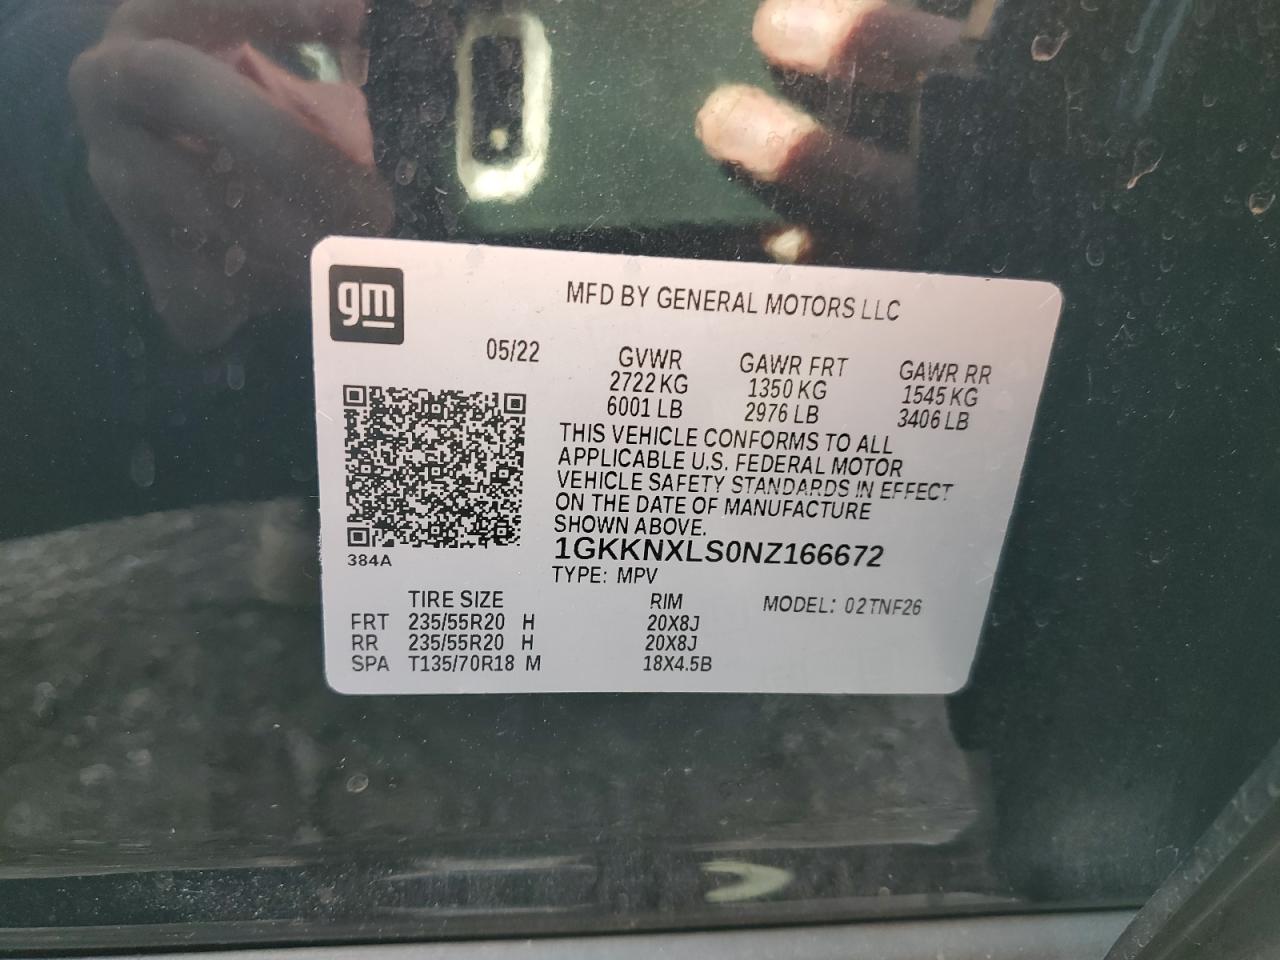 gm
MFD BY GENERAL MOTORS LLC
05/22
GVWR GAWR FRT GAWR RR
2722 KG 1350 KG 1545 KG
6001 LB 2976 LB 3406 LB
THIS VEHICLE CONFORMS TO ALL
APPLICABLE U.S. FEDERAL MOTOR
VEHICLE SAFETY STANDARDS IN EFFECT
ON THE DATE OF MANUFACTURE
SHOWN ABOVE.
384A
1GKKNXLS0NZ166672
TYPE: MPV
TIRE SIZE RIM MODEL: 02TNF26
FRT 235/55R20 H 20X8J
RR 235/55R20 H 20X8J
SPA T135/70R18 M 18X4.5B